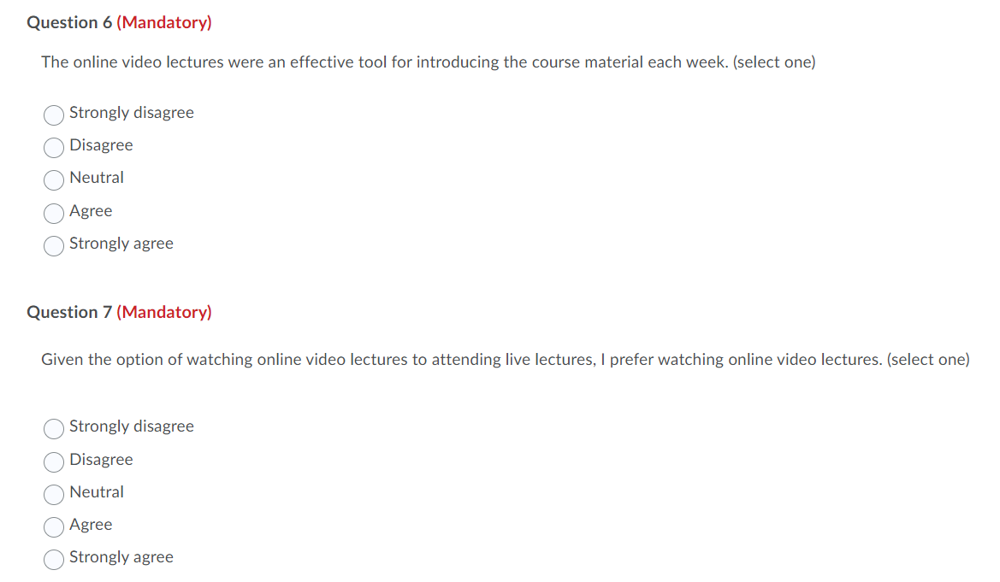 Question 6 (Mandatory)
The online video lectures were an effective tool for introducing the course material each week. (select one)
Strongly disagree
Disagree
Neutral
Agree
Strongly agree
Question 7 (Mandatory)
Given the option of watching online video lectures to attending live lectures, I prefer watching online video lectures. (select one)
Strongly disagree
Disagree
Neutral
Agree
Strongly agree